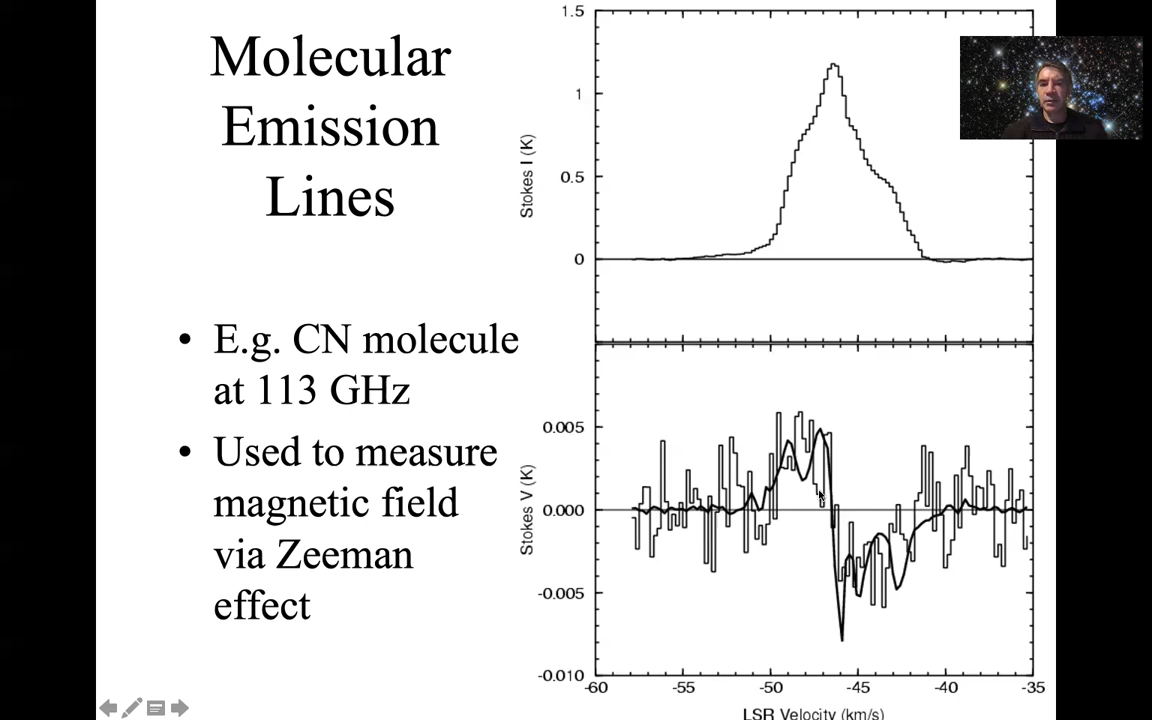 Molecular
Emission
Lines
• E.g. CN molecule
at 113 GHz
• Used to measure
magnetic field
via Zeeman
effect
1.5
1
0.5
0
Stokes I (K)
0.005
0.000
-0.005
-0.010
Stokes V (K)
-60 -55 -50 -45 -40 -35
LSR Velocity (km/s)